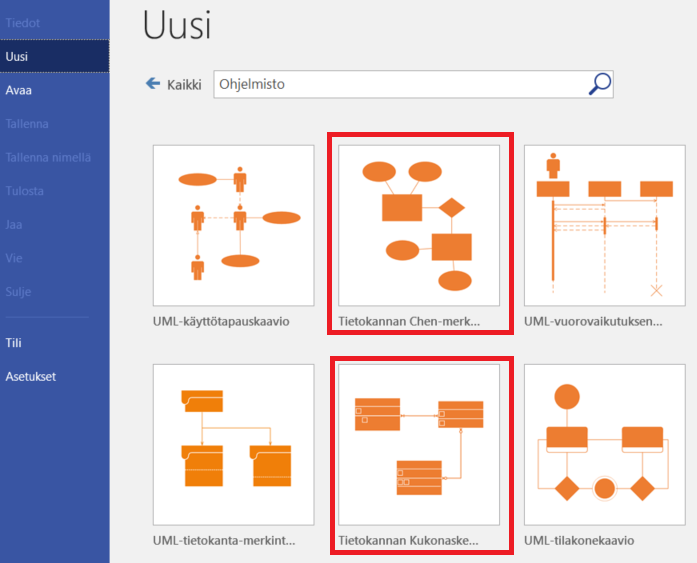 Tiedot
Uusi
Avaa
Tallenna
Tallenna nimellä
Tulosta
Jaa
Vie
Sulje
Tili
Asetukset
Uusi
Kaikki
Ohjelmisto
UML-käyttötapauskaavio
Tietokannan Chen-merk...
UML-vuorovaikutuksen...
UML-tietokanta-merkint...
Tietokannan Kukonaske...
UML-tilakonekaavio